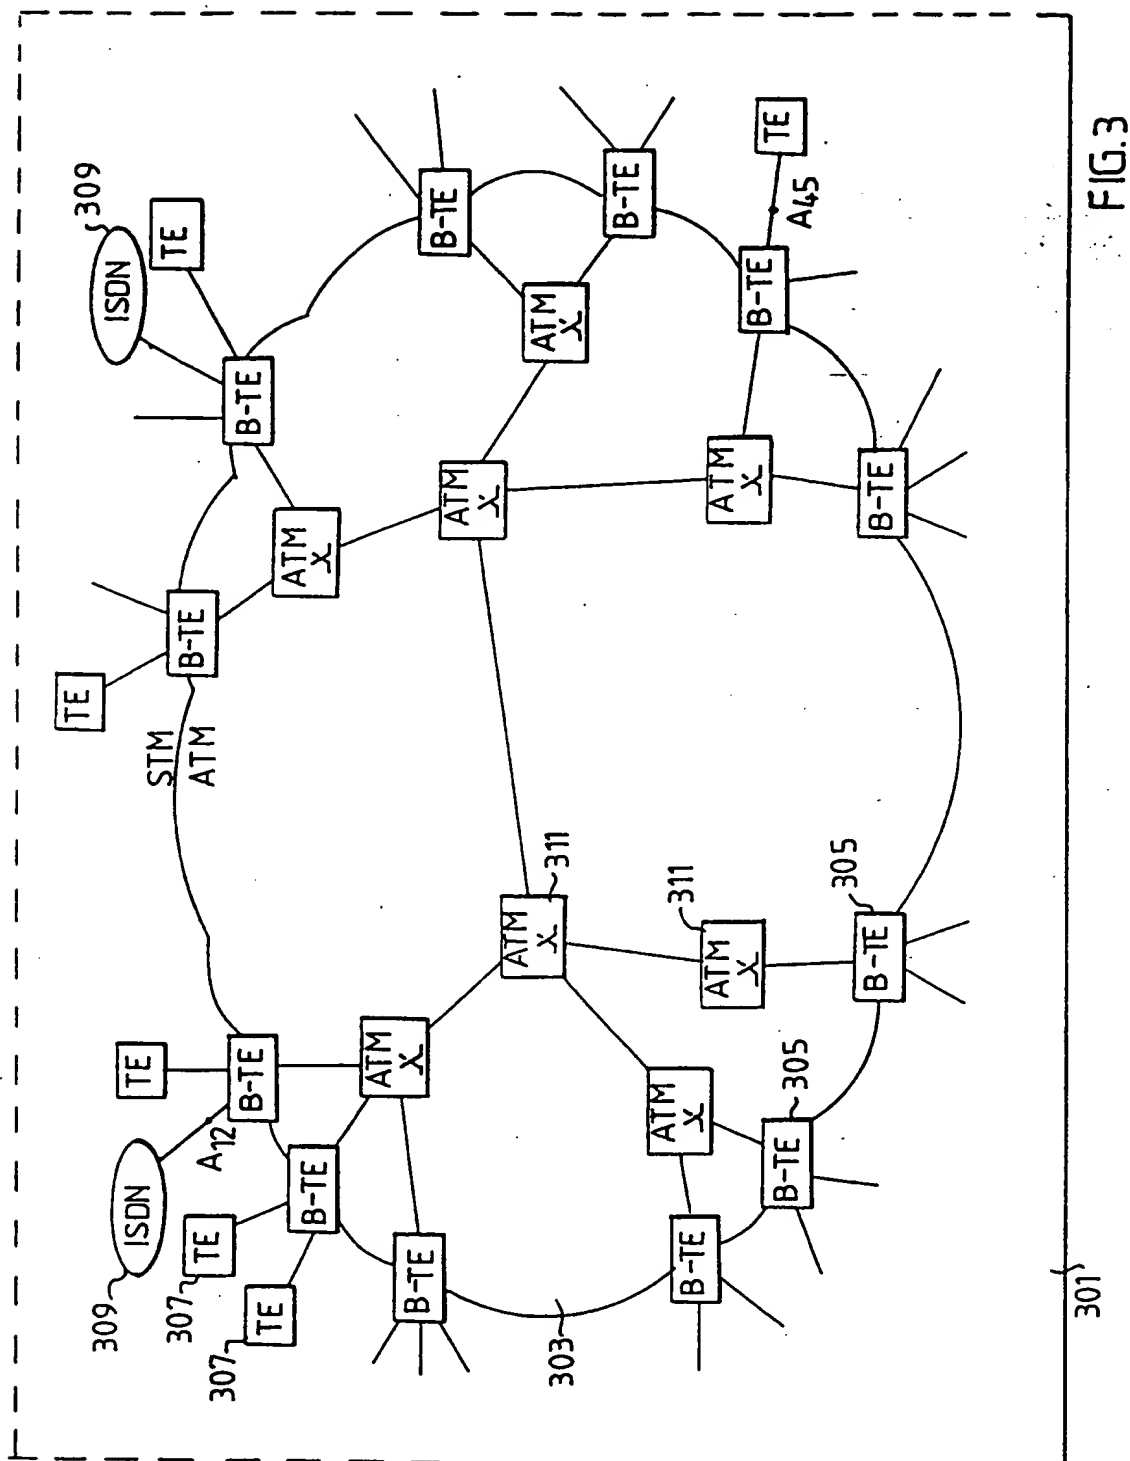 TE
309
309
ISDN
TE
ISDN
STM
TE
307
B-TE
ATM
TE
A12
307
B-TE
B-TE
TE
ATM
X
B-TE
ATM
X
B-TE
B-TE
ATM
X
ATM
X
311
ATM
X
303
B-TE
ATM
X
311
B-TE
ATM
X
ATM
X
B-TE
TE
B-TE
305
A45
305
B-TE
B-TE
301
FIG.3